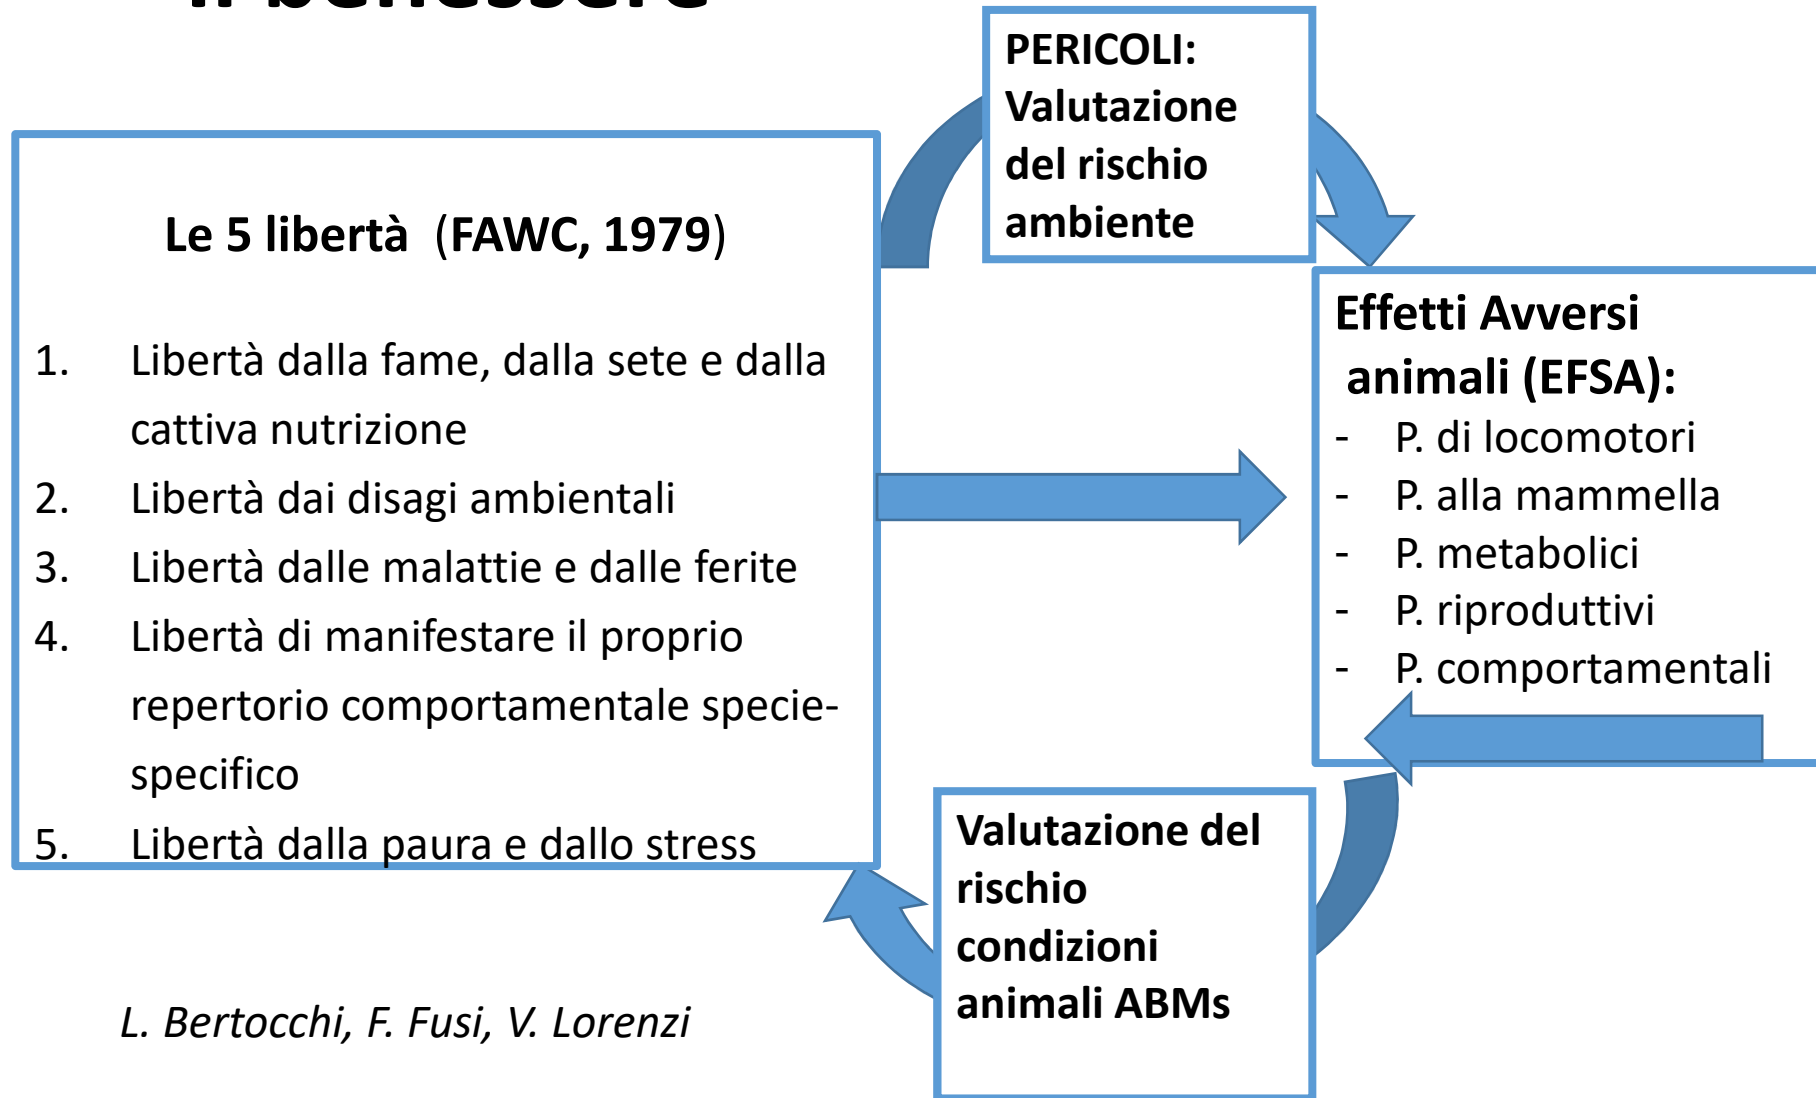 il benessere
PERICOLI:
Valutazione
del rischio
ambiente
Le 5 libertà (FAWC, 1979)
1. Libertà dalla fame, dalla sete e dalla
cattiva nutrizione
2. Libertà dai disagi ambientali
3. Libertà dalle malattie e dalle ferite
4. Libertà di manifestare il proprio
repertorio comportamentale specie-
specifico
5. Libertà dalla paura e dallo stress
Effetti Avversi
animali (EFSA):
- P. di locomotori
- P. alla mammella
- P. metabolici
- P. riproduttivi
- P. comportamentali
Valutazione del
rischio
condizioni
animali ABMs
L. Bertocchi, F. Fusi, V. Lorenzi